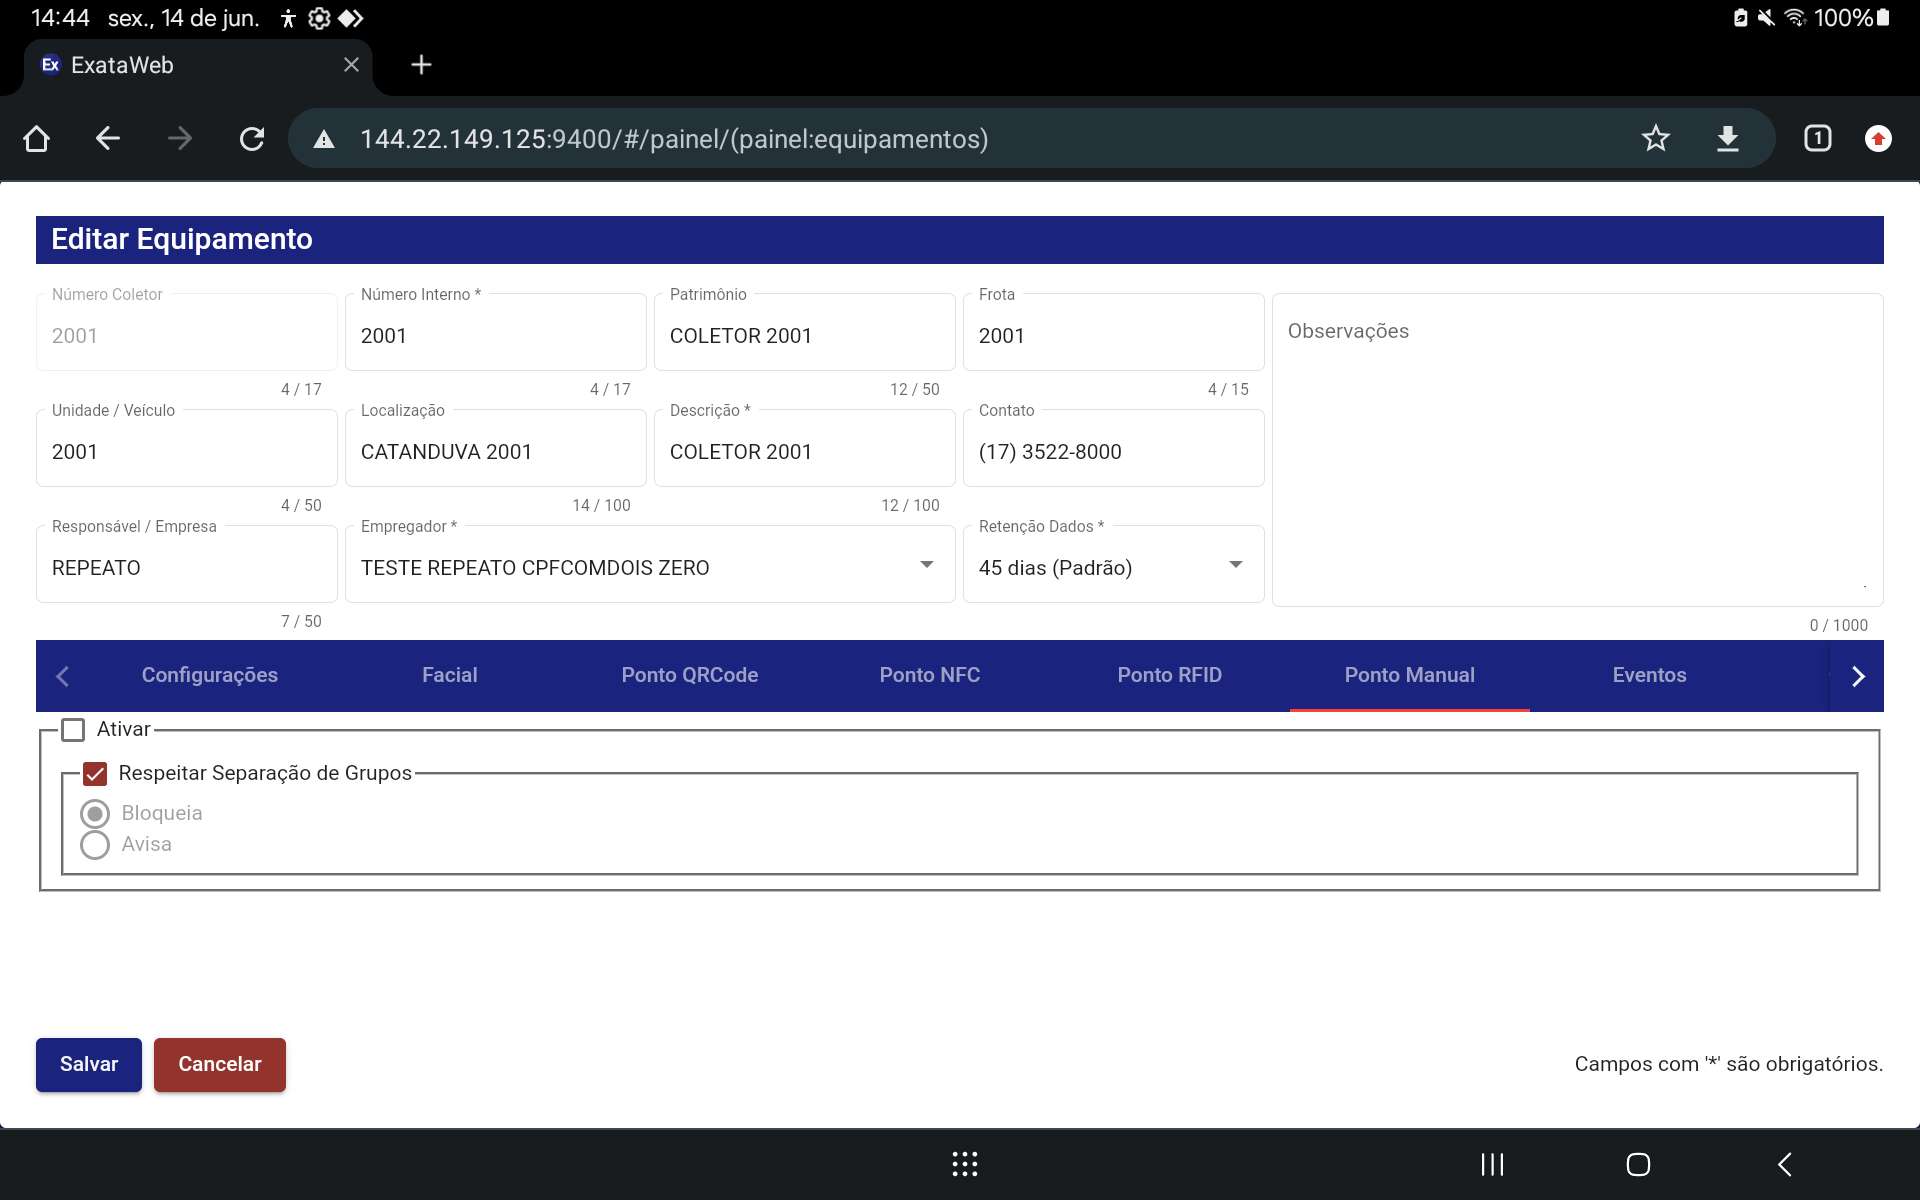 14:44 sex., 14 de jun. 100%
Ex ExataWeb
144.22.149.125:9400/#/painel/(painel:equipamentos) 1
Editar Equipamento
Número Coletor
2001
4 / 17
Número Interno *
2001
4 / 17
Patrimônio
COLETOR 2001
12 / 50
Frota
2001
4 / 15
Observações
0 / 1000
Unidade / Veículo
2001
4 / 50
Localização
CATANDUVA 2001
14 / 100
Descrição *
COLETOR 2001
12 / 100
Contato
(17) 3522-8000
Responsável / Empresa
REPEATO
7 / 50
Empregador *
TESTE REPEATO CPFCOMDOIS ZERO
Retenção Dados *
45 dias (Padrão)
Configurações Facial Ponto QRCode Ponto NFC Ponto RFID Ponto Manual Eventos
Ativar
Respeitar Separação de Grupos
Bloqueia
Avisa
Salvar Cancelar Campos com '*' são obrigatórios.